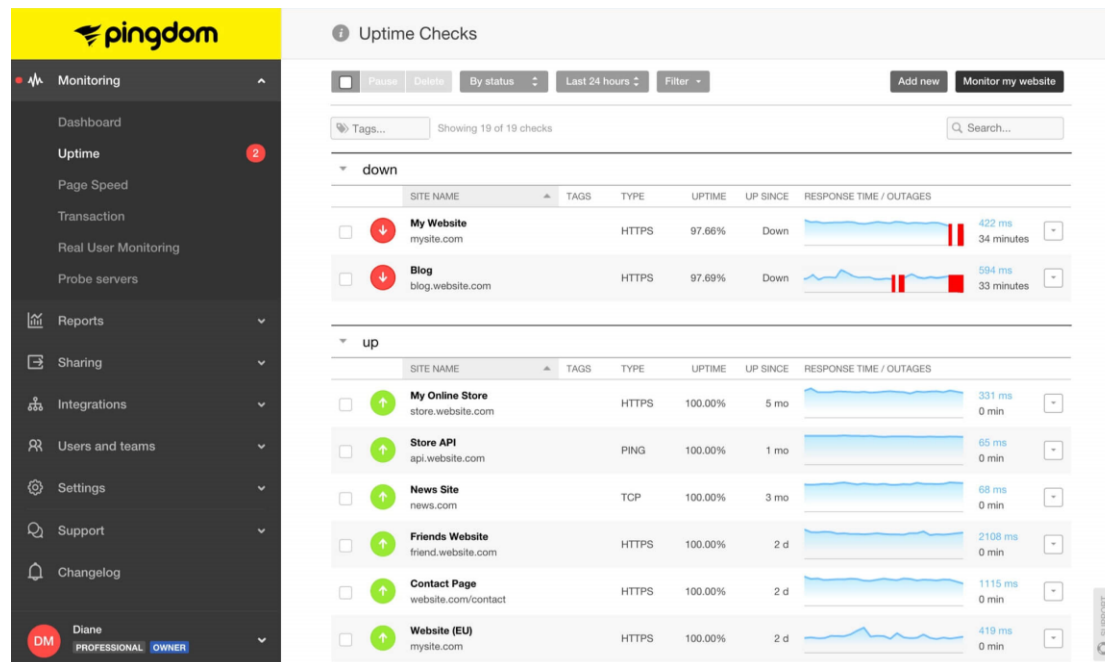 pingdom
Monitoring
Dashboard
Uptime 2
Page Speed
Transaction
Real User Monitoring
Probe servers
Reports
Sharing
Integrations
Users and teams
Settings
Support
Changelog
DM Diane
PROFESSIONAL OWNER
Uptime Checks
Pause Delete By status Last 24 hours Filter Add new Monitor my website
Tags... Showing 19 of 19 checks Search...
down
SITE NAME TAGS TYPE UPTIME UP SINCE RESPONSE TIME / OUTAGES
My Website HTTPS 97.66% Down 422 ms
mysite.com 34 minutes
Blog HTTPS 97.69% Down 594 ms
blog.website.com 33 minutes
up
SITE NAME TAGS TYPE UPTIME UP SINCE RESPONSE TIME / OUTAGES
My Online Store HTTPS 100.00% 5 mo 331 ms
store.website.com 0 min
Store API PING 100.00% 1 mo 65 ms
api.website.com 0 min
News Site TCP 100.00% 3 mo 68 ms
news.com 0 min
Friends Website HTTPS 100.00% 2 d 2108 ms
friend.website.com 0 min
Contact Page HTTPS 100.00% 2 d 1115 ms
website.com/contact 0 min
Website (EU) HTTPS 100.00% 2 d 419 ms
mysite.com 0 min
SUPPORT